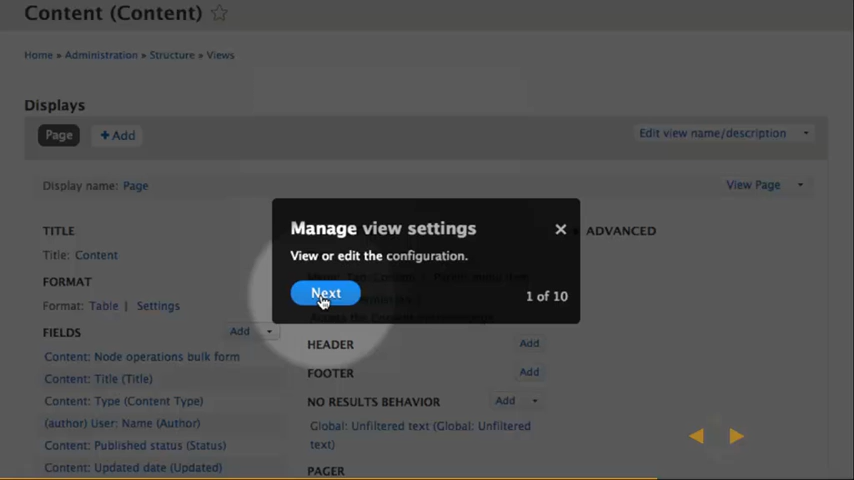 Content (Content)
Home » Administration » Structure » Views
Displays
Page
+ Add
Edit view name/description
Display name: Page
View Page
TITLE
Title: Content
FORMAT
Format: Table | Settings
FIELDS
Add
Content: Node operations bulk form
Content: Title (Title)
Content: Type (Content Type)
(author) User: Name (Author)
Content: Published status (Status)
Content: Updated date (Updated)
Manage view settings
View or edit the configuration.
Next
1 of 10
HEADER
Add
FOOTER
Add
NO RESULTS BEHAVIOR
Add
Global: Unfiltered text (Global: Unfiltered
text)
PAGER
ADVANCED